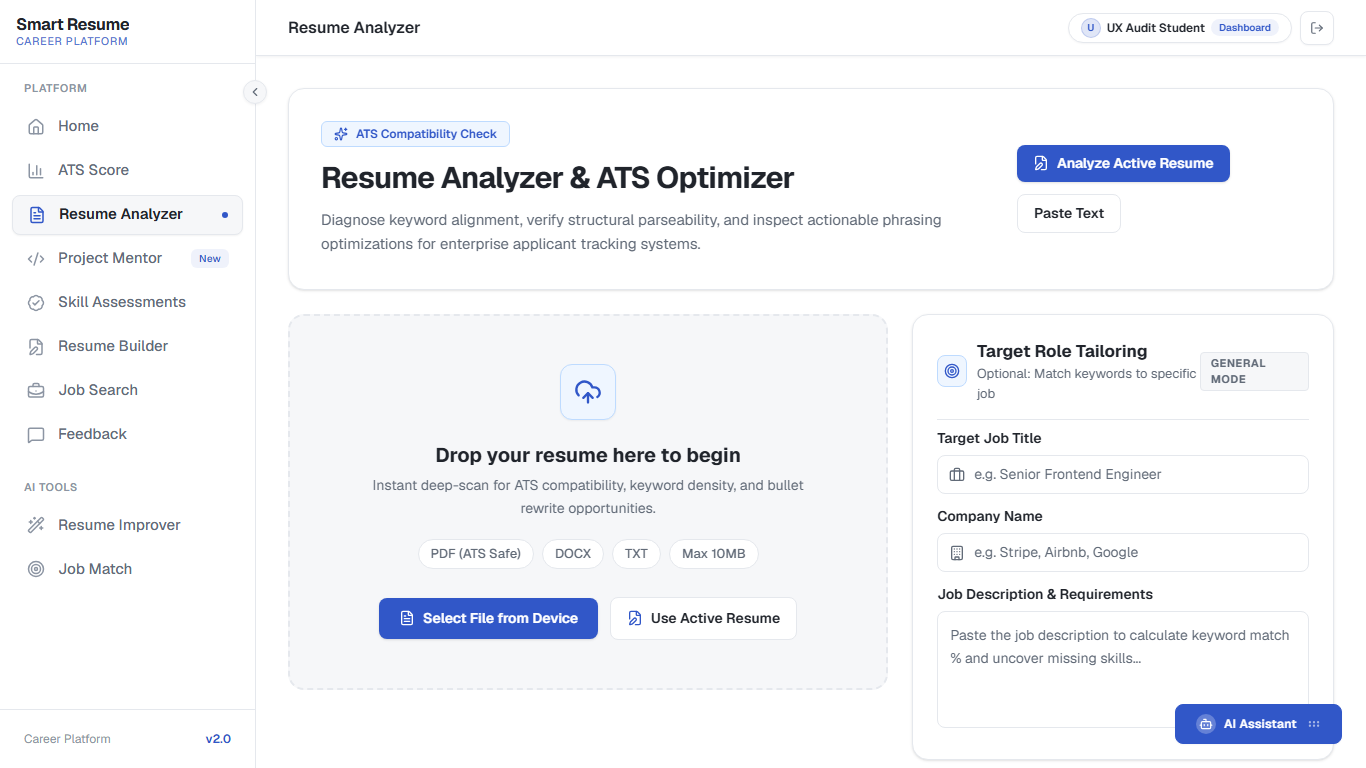 Smart Resume
CAREER PLATFORM
PLATFORM
Home
ATS Score
Resume Analyzer
Project Mentor
New
Skill Assessments
Resume Builder
Job Search
Feedback
AI TOOLS
Resume Improver
Job Match
Career Platform
v2.0
Resume Analyzer
U
UX Audit Student
Dashboard
ATS Compatibility Check
Resume Analyzer & ATS Optimizer
Diagnose keyword alignment, verify structural parseability, and inspect actionable phrasing
optimizations for enterprise applicant tracking systems.
Analyze Active Resume
Paste Text
Drop your resume here to begin
Instant deep-scan for ATS compatibility, keyword density, and bullet
rewrite opportunities.
PDF (ATS Safe)
DOCX
TXT
Max 10MB
Select File from Device
Use Active Resume
Target Role Tailoring
Optional: Match keywords to specific
job
GENERAL
MODE
Target Job Title
e.g. Senior Frontend Engineer
Company Name
e.g. Stripe, Airbnb, Google
Job Description & Requirements
Paste the job description to calculate keyword match
% and uncover missing skills...
AI Assistant